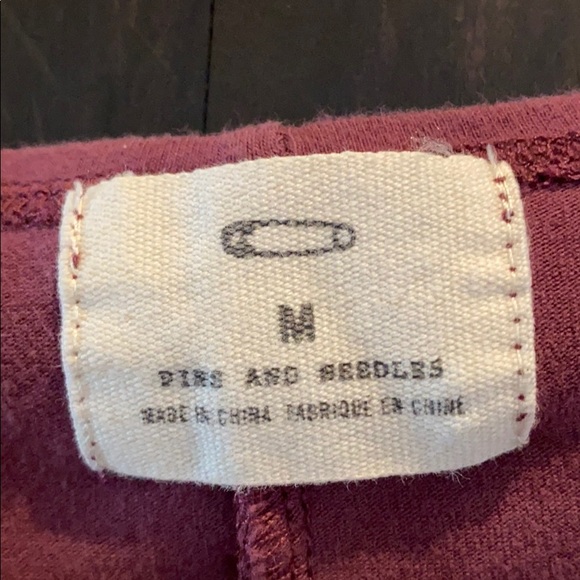 M
PINS AND NEEDLES
MADE IN CHINA FABRIQUE EN CHINE